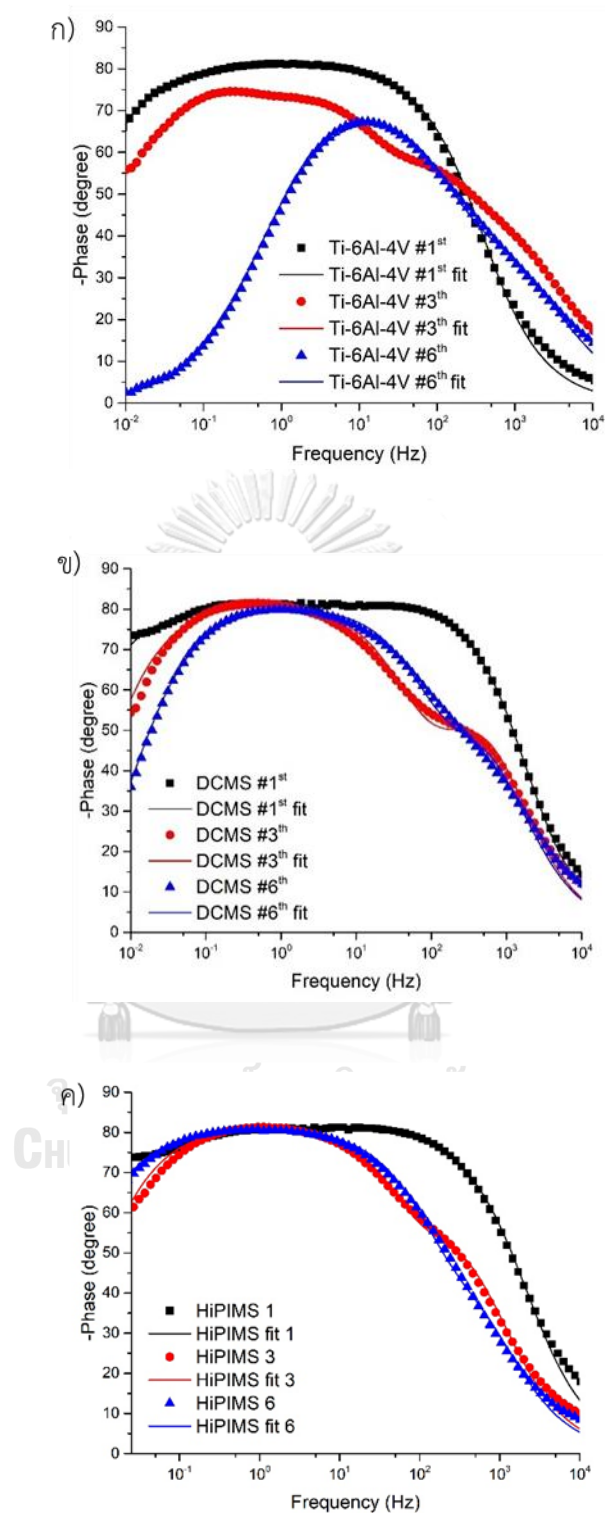 ก)
90
80
70
60
50
40
30
20
10
0
-Phase (degree)
Ti-6Al-4V #1st
Ti-6Al-4V #1st fit
Ti-6Al-4V #3th
Ti-6Al-4V #3th fit
Ti-6Al-4V #6th
Ti-6Al-4V #6th fit
10-2 10-1 100 101 102 103 104
Frequency (Hz)
ข)
90
80
70
60
50
40
30
20
10
0
-Phase (degree)
DCMS #1st
DCMS #1st fit
DCMS #3th
DCMS #3th fit
DCMS #6th
DCMS #6th fit
10-2 10-1 100 101 102 103 104
Frequency (Hz)
ค)
90
80
70
60
50
40
30
20
10
0
-Phase (degree)
HiPIMS 1
HiPIMS fit 1
HiPIMS 3
HiPIMS fit 3
HiPIMS 6
HiPIMS fit 6
10-1 100 101 102 103 104
Frequency (Hz)